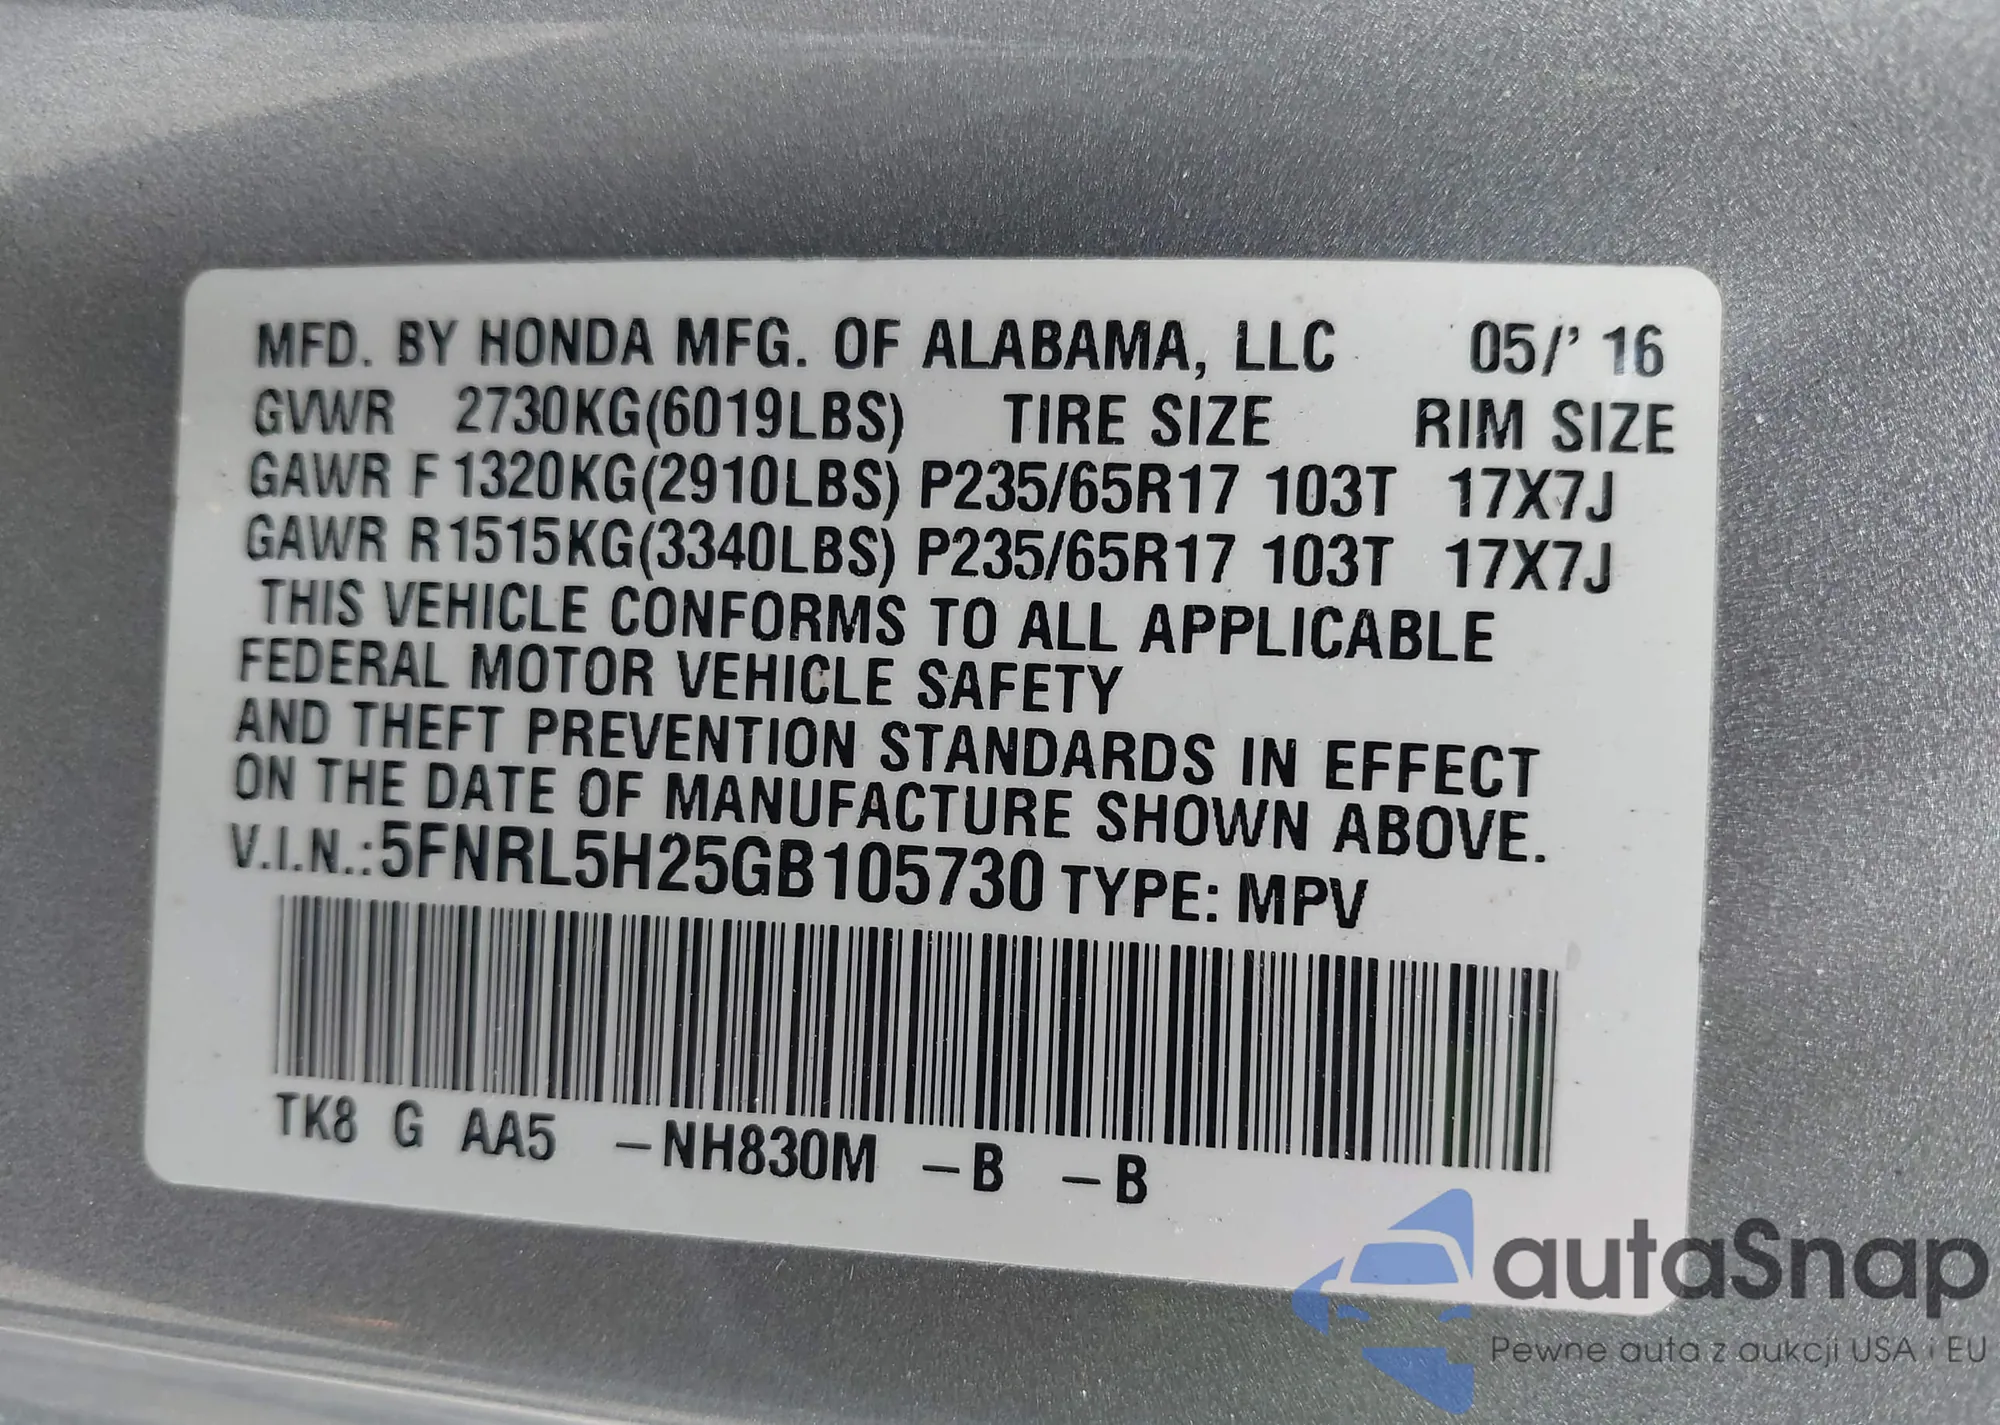 MFD. BY HONDA MFG. OF ALABAMA, LLC 05/' 16
GVWR 2730KG(6019LBS) TIRE SIZE RIM SIZE
GAWR F 1320KG(2910LBS) P235/65R17 103T 17X7J
GAWR R1515KG(3340LBS) P235/65R17 103T 17X7J
THIS VEHICLE CONFORMS TO ALL APPLICABLE
FEDERAL MOTOR VEHICLE SAFETY
AND THEFT PREVENTION STANDARDS IN EFFECT
ON THE DATE OF MANUFACTURE SHOWN ABOVE.
V.I.N.:5FNRL5H25GB105730 TYPE: MPV
TK8 G AA5 –NH830M –B –B
autaSnap
Pewne auta z aukcji USA i EU